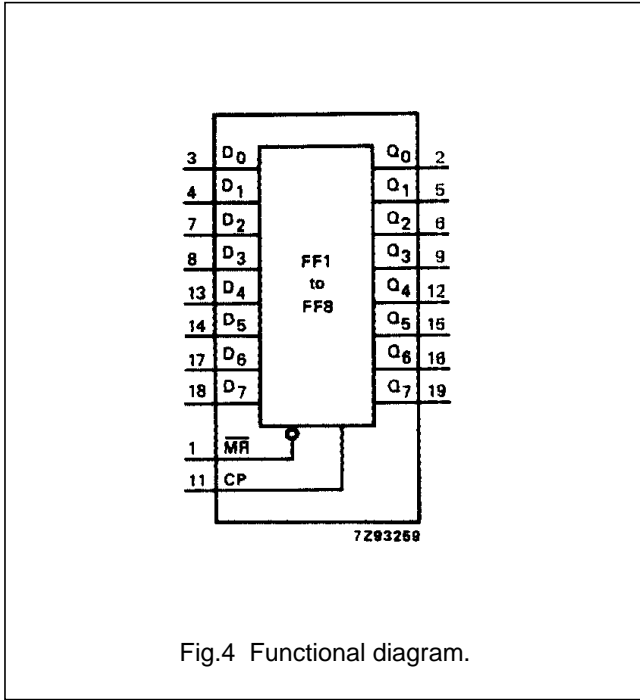 3 D0 Q0 2
4 D1 Q1 5
7 D2 Q2 6
8 D3 Q3 9
FF1
to
FF8
13 D4 Q4 12
14 D5 Q5 15
17 D6 Q6 16
18 D7 Q7 19
1 M̅R̅
11 CP
7Z93259
Fig.4 Functional diagram.